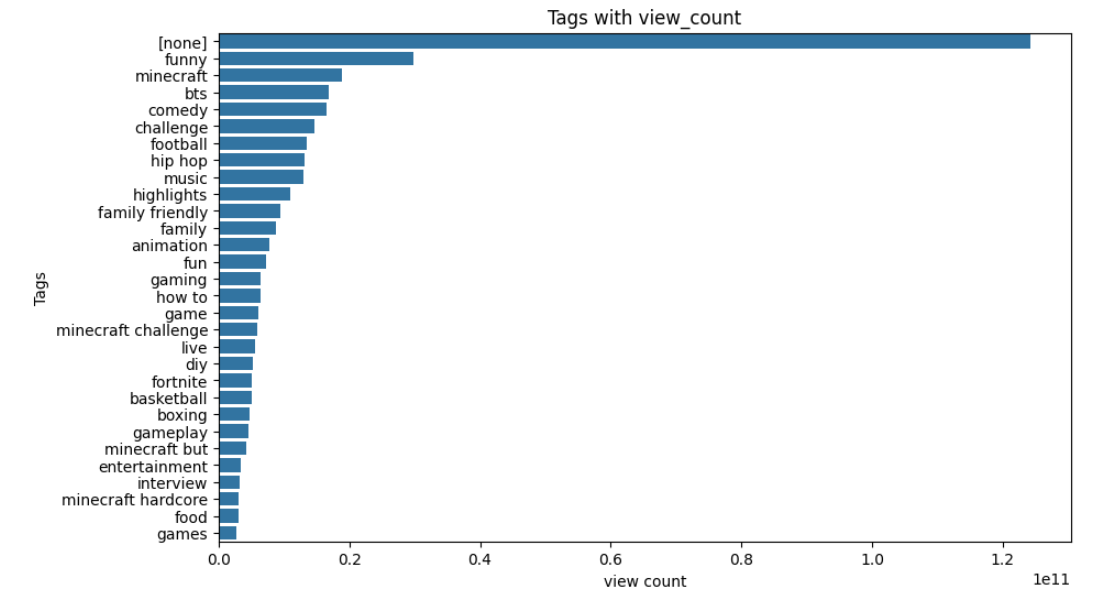 Tags with view_count
[none]
funny
minecraft
bts
comedy
challenge
football
hip hop
music
highlights
family friendly
family
animation
fun
gaming
how to
game
minecraft challenge
live
diy
fortnite
basketball
boxing
gameplay
minecraft but
entertainment
interview
minecraft hardcore
food
games
Tags
0.0 0.2 0.4 0.6 0.8 1.0 1.2
1e11
view count